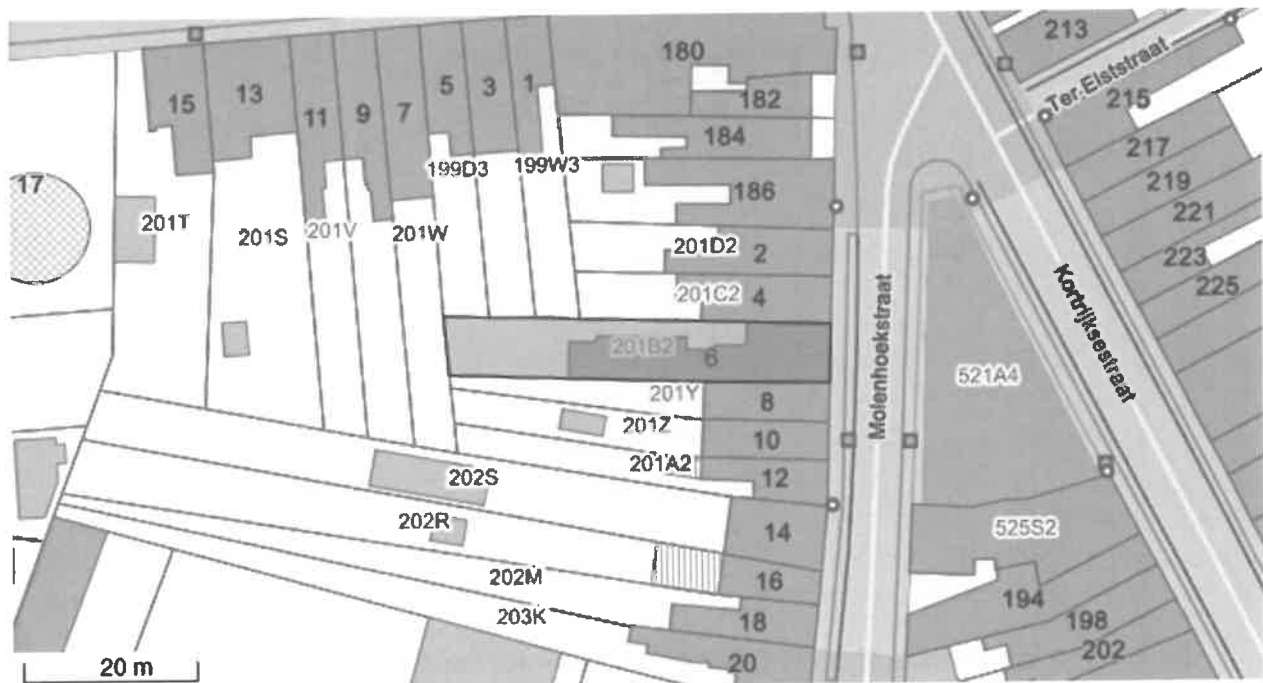 213
180
Ter Elststraat
215
5
3
1
13
15
11
9
7
182
184
217
199D3
199W3
219
17
186
201T
201S
201V
201W
201D2
2
221
223
201C2
4
225
201B2
6
Molenhoekstraat
Kortrijksestraat
521A4
201Y
8
201Z
10
201A2
12
202S
202R
14
525S2
202M
16
194
203K
18
198
20 m
20
202